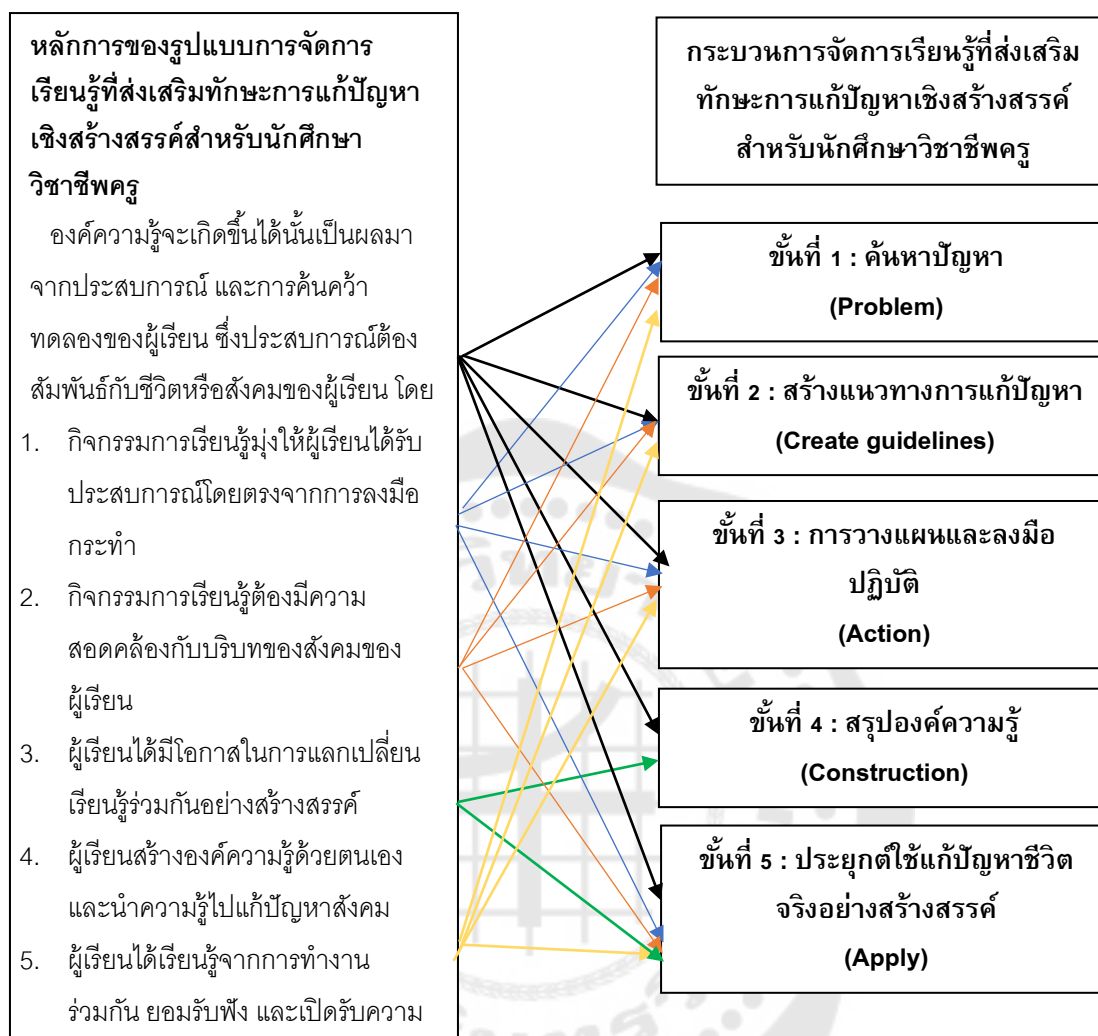 หลักการของรูปแบบการจัดการ
เรียนรู้ที่ส่งเสริมทักษะการแก้ปัญหา
เชิงสร้างสรรค์สำหรับนักศึกษา
วิชาชีพครู
องค์ความรู้จะเกิดขึ้นได้นั้นเป็นผลมา
จากประสบการณ์ และการค้นคว้า
ทดลองของผู้เรียน ซึ่งประสบการณ์ต้อง
สัมพันธ์กับชีวิตหรือสังคมของผู้เรียน โดย
1. กิจกรรมการเรียนรู้มุ่งให้ผู้เรียนได้รับ
ประสบการณ์โดยตรงจากการลงมือ
กระทำ
2. กิจกรรมการเรียนรู้ต้องมีความ
สอดคล้องกับบริบทของสังคมของ
ผู้เรียน
3. ผู้เรียนได้มีโอกาสในการแลกเปลี่ยน
เรียนรู้ร่วมกันอย่างสร้างสรรค์
4. ผู้เรียนสร้างองค์ความรู้ด้วยตนเอง
และนำความรู้ไปแก้ปัญหาสังคม
5. ผู้เรียนได้เรียนรู้จากการทำงาน
ร่วมกัน ยอมรับฟัง และเปิดรับความ
กระบวนการจัดการเรียนรู้ที่ส่งเสริม
ทักษะการแก้ปัญหาเชิงสร้างสรรค์
สำหรับนักศึกษาวิชาชีพครู
ขั้นที่ 1 : ค้นหาปัญหา
(Problem)
ขั้นที่ 2 : สร้างแนวทางการแก้ปัญหา
(Create guidelines)
ขั้นที่ 3 : การวางแผนและลงมือ
ปฏิบัติ
(Action)
ขั้นที่ 4 : สรุปองค์ความรู้
(Construction)
ขั้นที่ 5 : ประยุกต์ใช้แก้ปัญหาชีวิต
จริงอย่างสร้างสรรค์
(Apply)